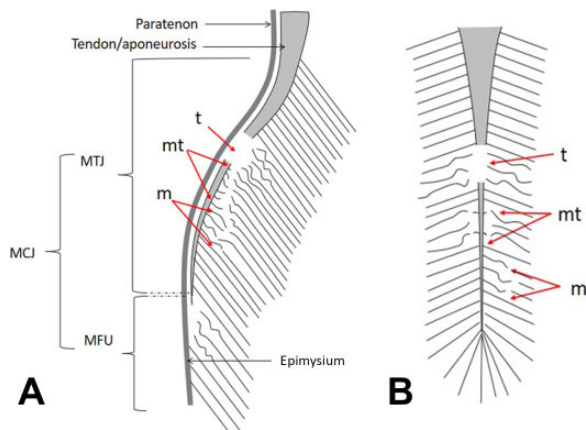 Paratenon
Tendon/aponeurosis
t
mt
m
MTJ
MCJ
MFU
Epimysium
A
t
mt
m
B